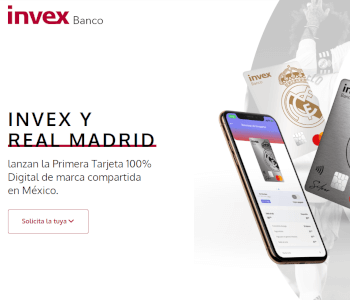 invex Banco
INVEX Y
REAL MADRID
lanzan la Primera Tarjeta 100%
Digital de marca compartida
en México.
Solicita la tuya
invex
invex